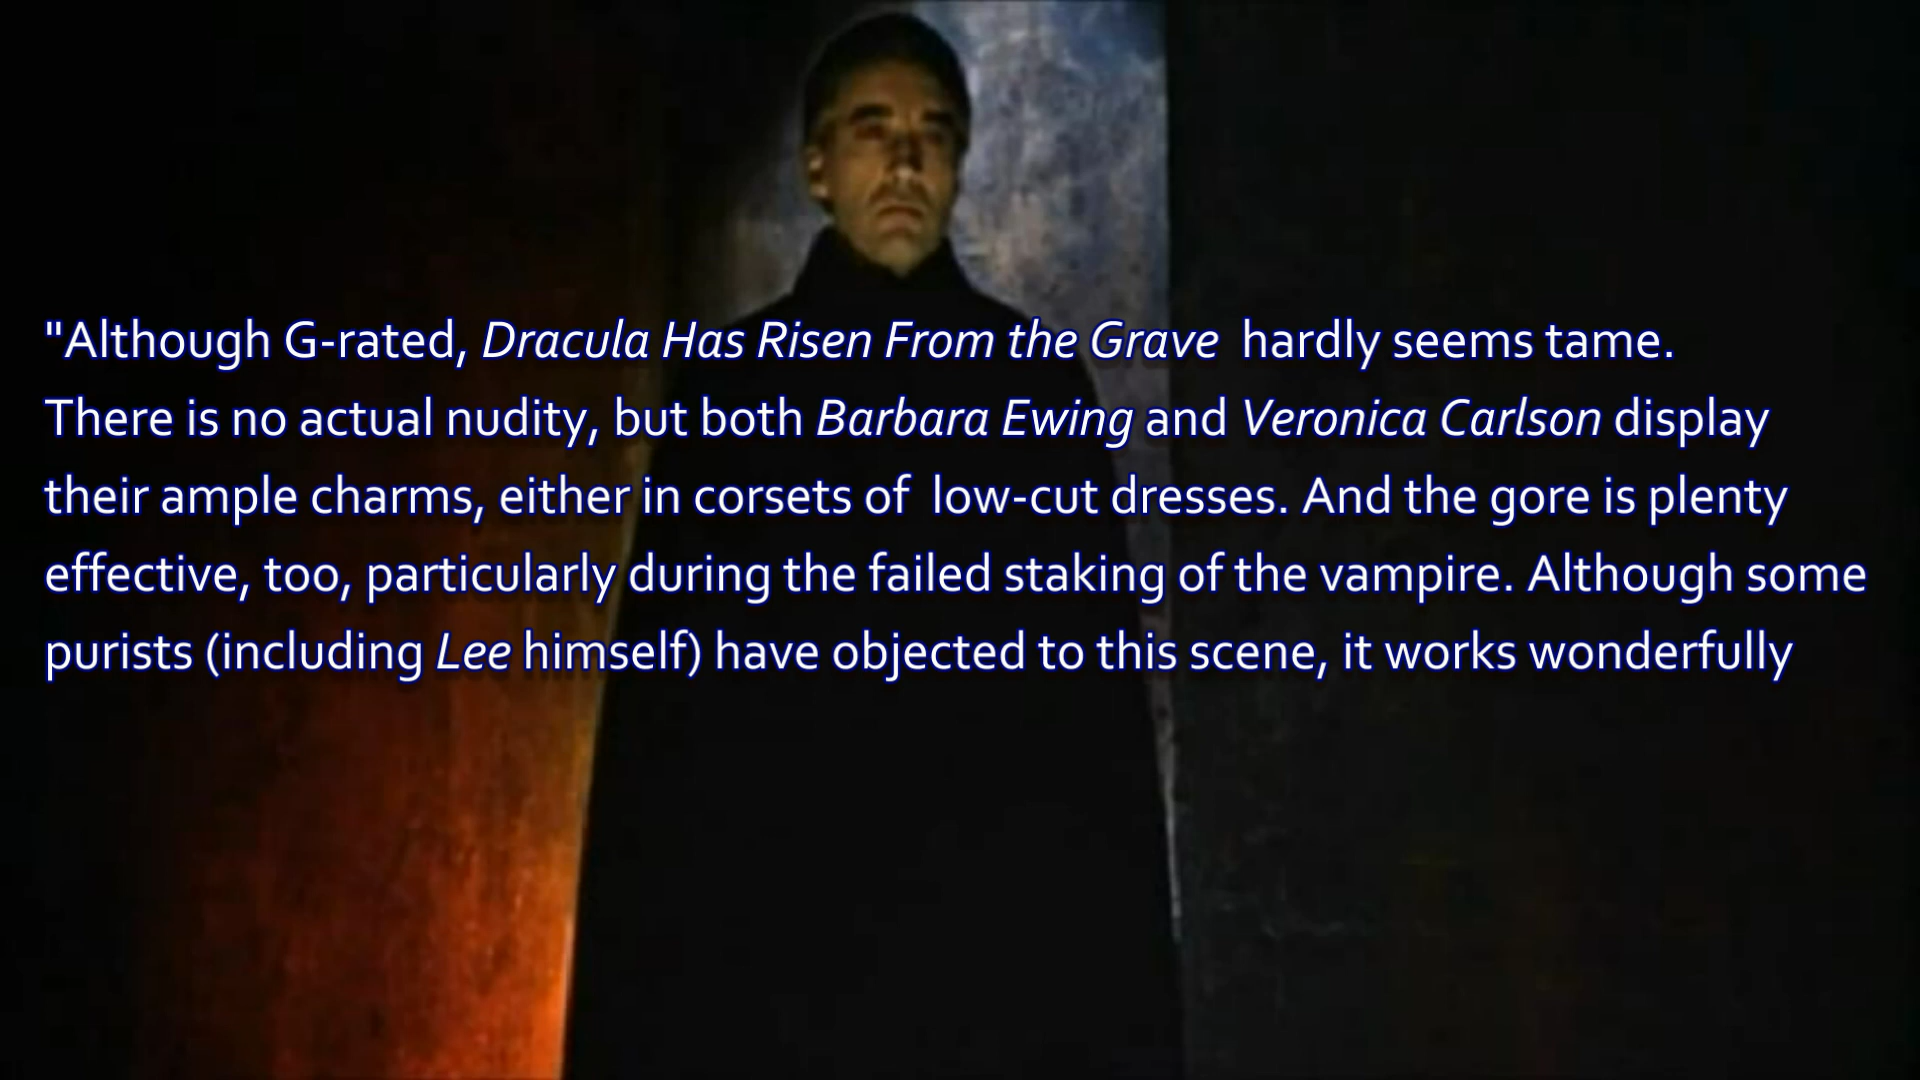 "Although G-rated, Dracula Has Risen From the Grave hardly seems tame.
There is no actual nudity, but both Barbara Ewing and Veronica Carlson display
their ample charms, either in corsets of low-cut dresses. And the gore is plenty
effective, too, particularly during the failed staking of the vampire. Although some
purists (including Lee himself) have objected to this scene, it works wonderfully